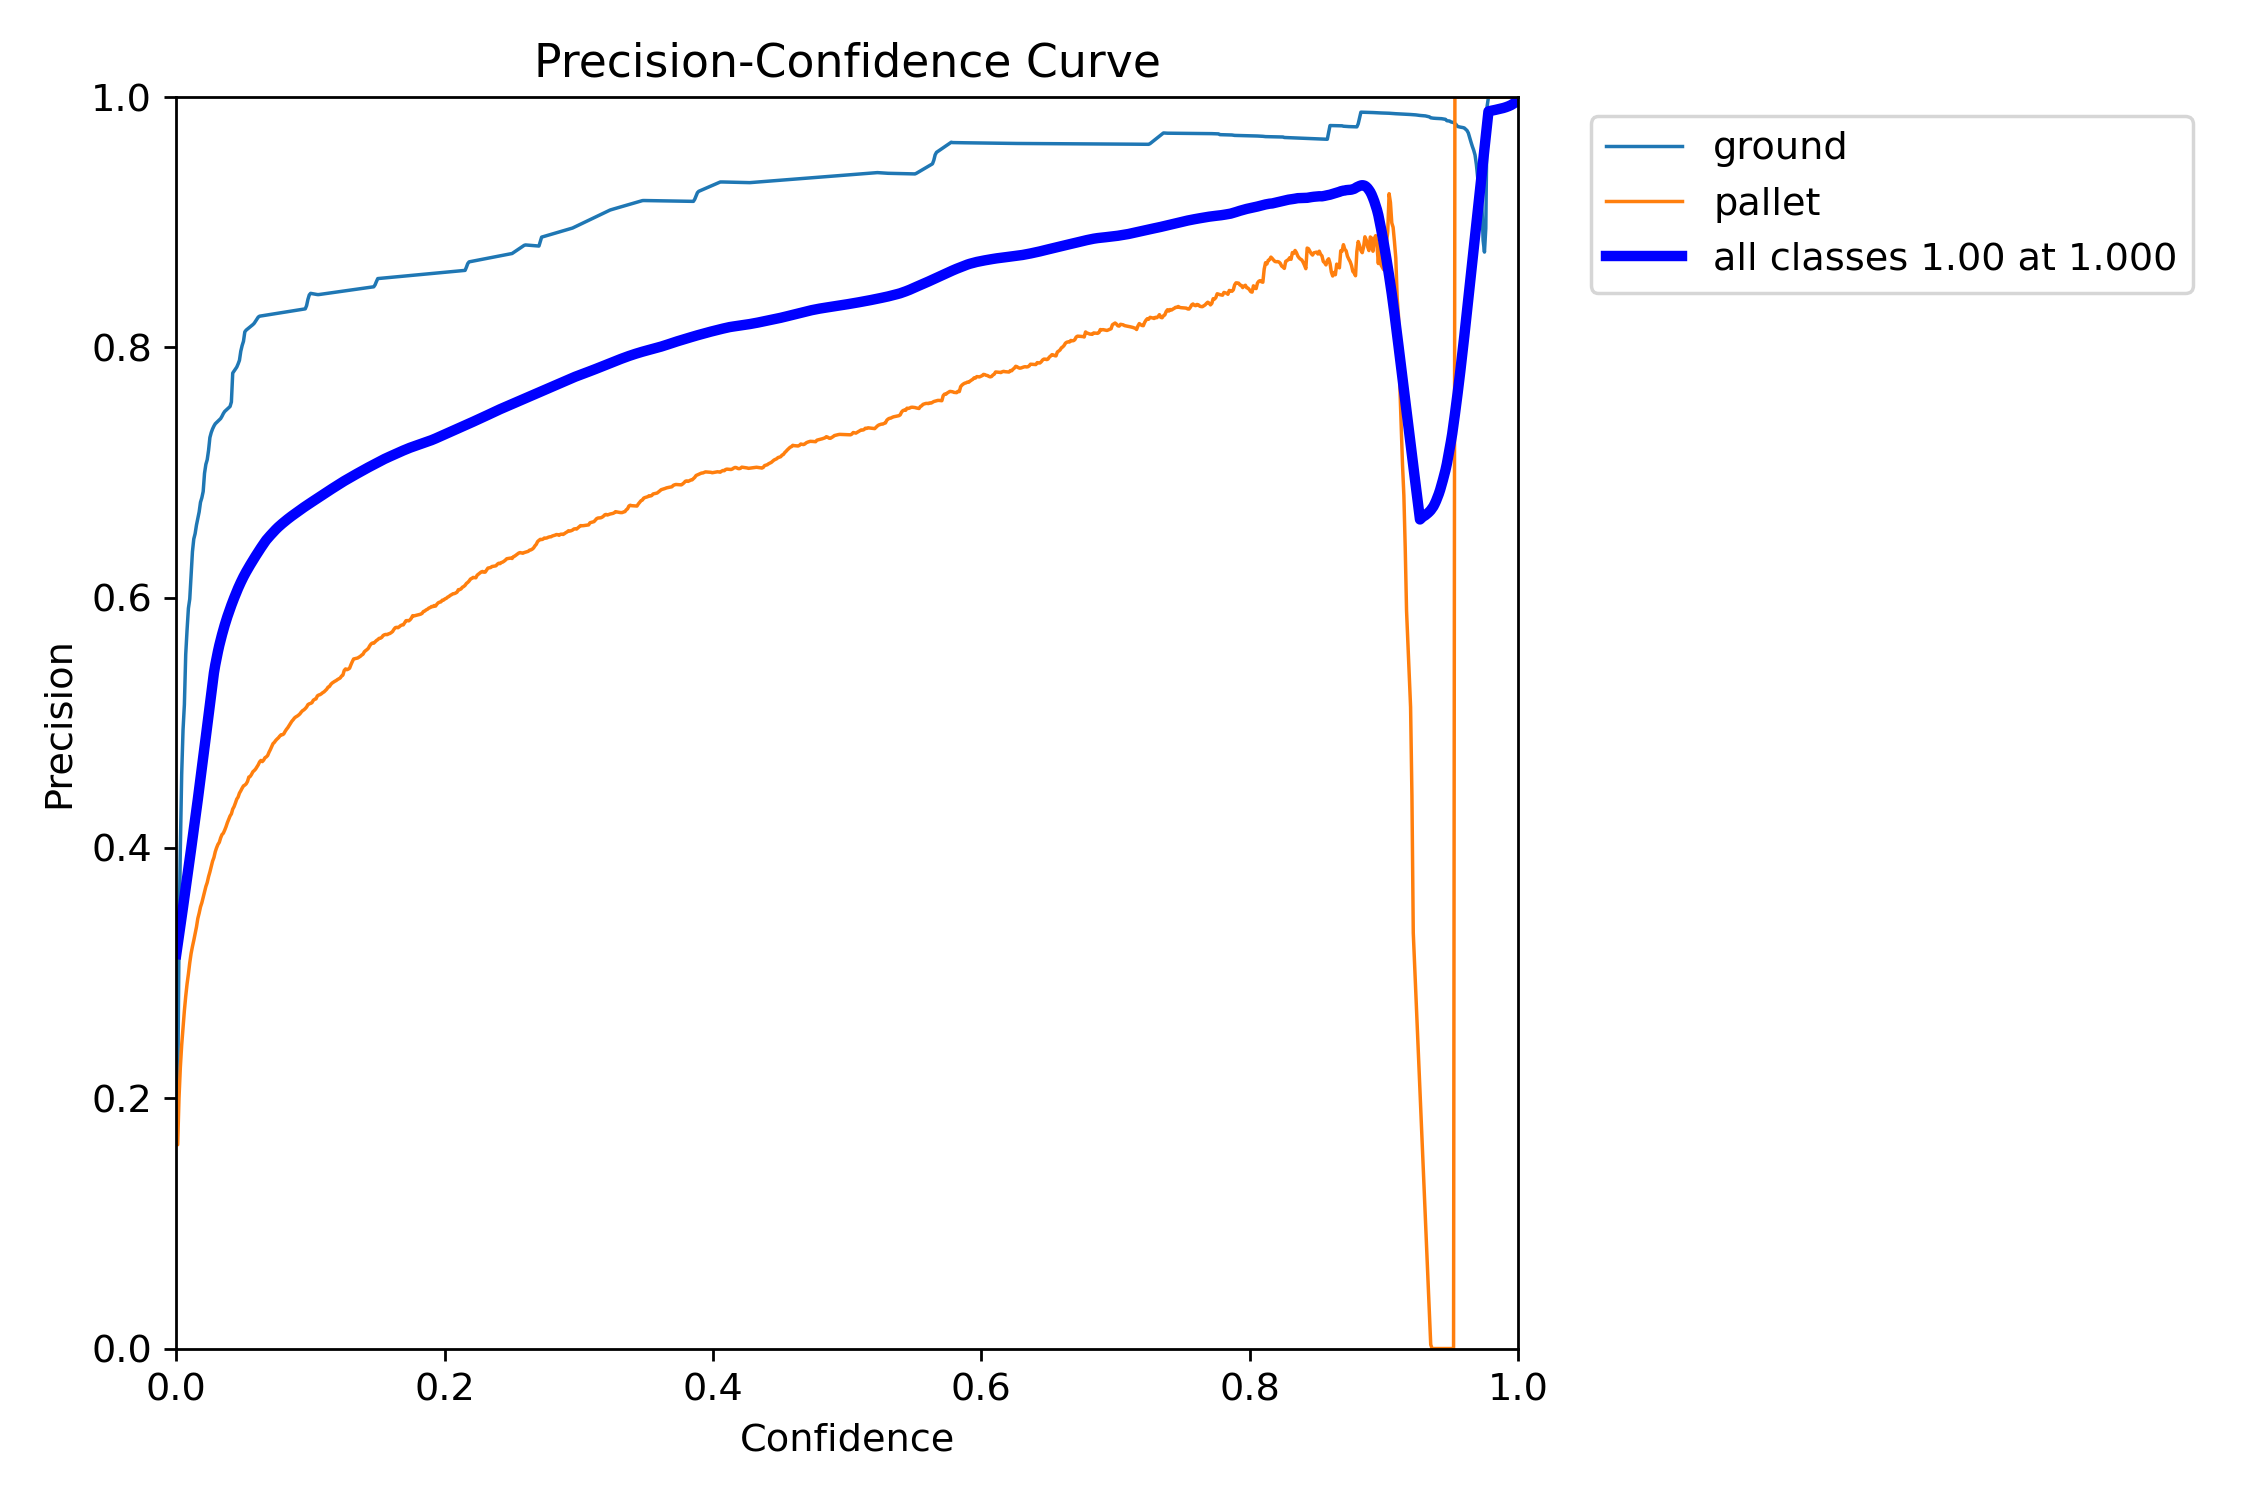 Precision-Confidence Curve
1.0
0.8
0.6
0.4
0.2
0.0
Precision
0.0 0.2 0.4 0.6 0.8 1.0
Confidence
ground
pallet
all classes 1.00 at 1.000